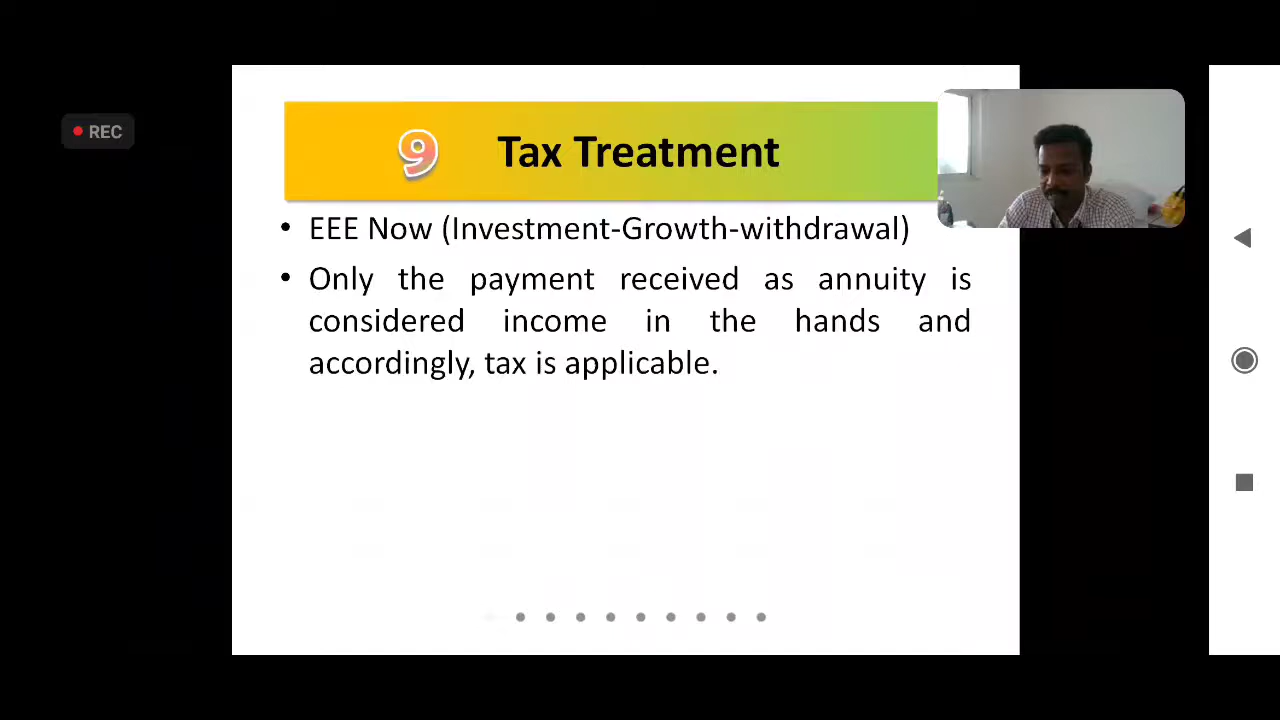 REC
9 Tax Treatment
• EEE Now (Investment-Growth-withdrawal)
• Only the payment received as annuity is
considered income in the hands and
accordingly, tax is applicable.